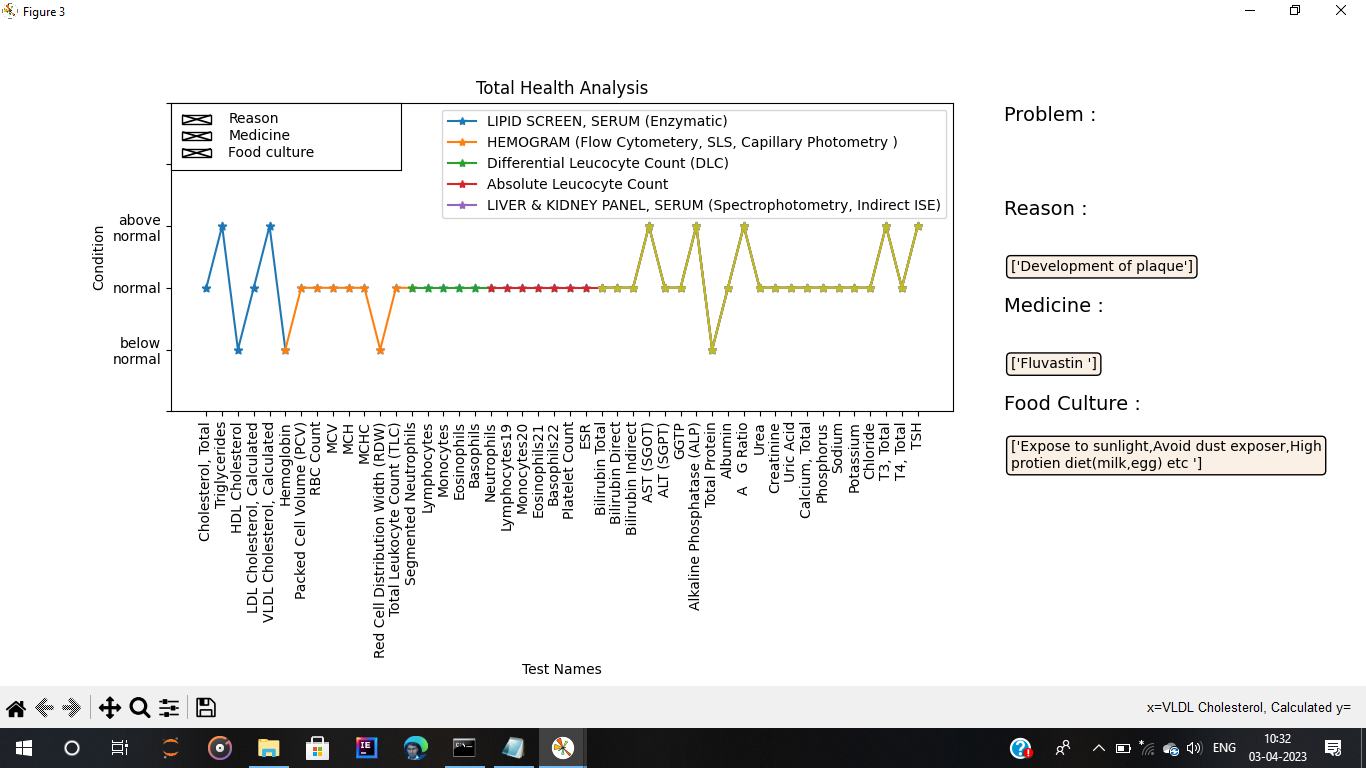 Figure 3
Total Health Analysis
Reason
Medicine
Food culture
LIPID SCREEN, SERUM (Enzymatic)
HEMOGRAM (Flow Cytometery, SLS, Capillary Photometry )
Differential Leucocyte Count (DLC)
Absolute Leucocyte Count
LIVER & KIDNEY PANEL, SERUM (Spectrophotometry, Indirect ISE)
Condition
above
normal
normal
below
normal
Cholesterol, Total
Triglycerides
HDL Cholesterol
LDL Cholesterol, Calculated
VLDL Cholesterol, Calculated
Hemoglobin
Packed Cell Volume (PCV)
RBC Count
MCV
MCH
MCHC
Red Cell Distribution Width (RDW)
Total Leukocyte Count (TLC)
Segmented Neutrophils
Lymphocytes
Monocytes
Eosinophils
Basophils
Neutrophils
Lymphocytes19
Monocytes20
Eosinophils21
Basophils22
Platelet Count
ESR
Bilirubin Total
Bilirubin Direct
Bilirubin Indirect
AST (SGOT)
ALT (SGPT)
GGTP
Alkaline Phosphatase (ALP)
Total Protein
Albumin
A G Ratio
Urea
Creatinine
Uric Acid
Calcium, Total
Phosphorus
Sodium
Potassium
Chloride
T3, Total
T4, Total
TSH
Test Names
Problem :
Reason :
['Development of plaque']
Medicine :
['Fluvastin ']
Food Culture :
['Expose to sunlight,Avoid dust exposer,High
protien diet(milk,egg) etc ']
x=VLDL Cholesterol, Calculated y=
ENG
10:32
03-04-2023